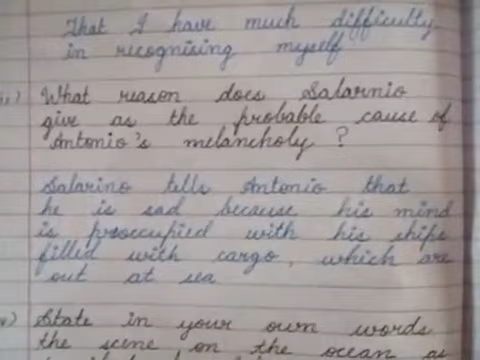 That I have much difficulty
in recognising myself
What reason does Salarnio
give as the probable cause of
Antonio's melancholy ?
Salarino tells Antonio that
he is sad because his mind
is preoccupied with his ships
filled with cargo, which are
out at sea
State in your own words
the scene on the ocean as